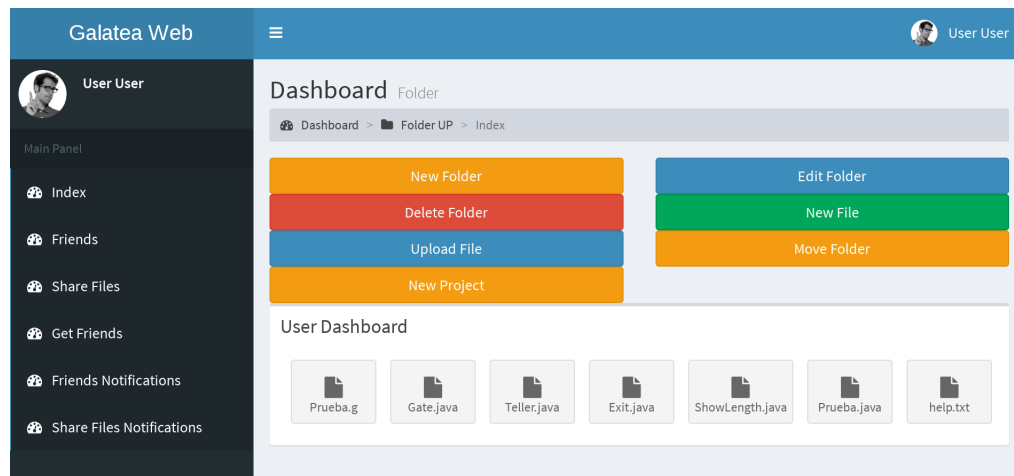 Galatea Web
User User
User User
Main Panel
Index
Friends
Share Files
Get Friends
Friends Notifications
Share Files Notifications
Dashboard Folder
Dashboard > Folder UP > Index
New Folder
Edit Folder
Delete Folder
New File
Upload File
Move Folder
New Project
User Dashboard
Prueba.g Gate.java Teller.java Exit.java ShowLength.java Prueba.java help.txt